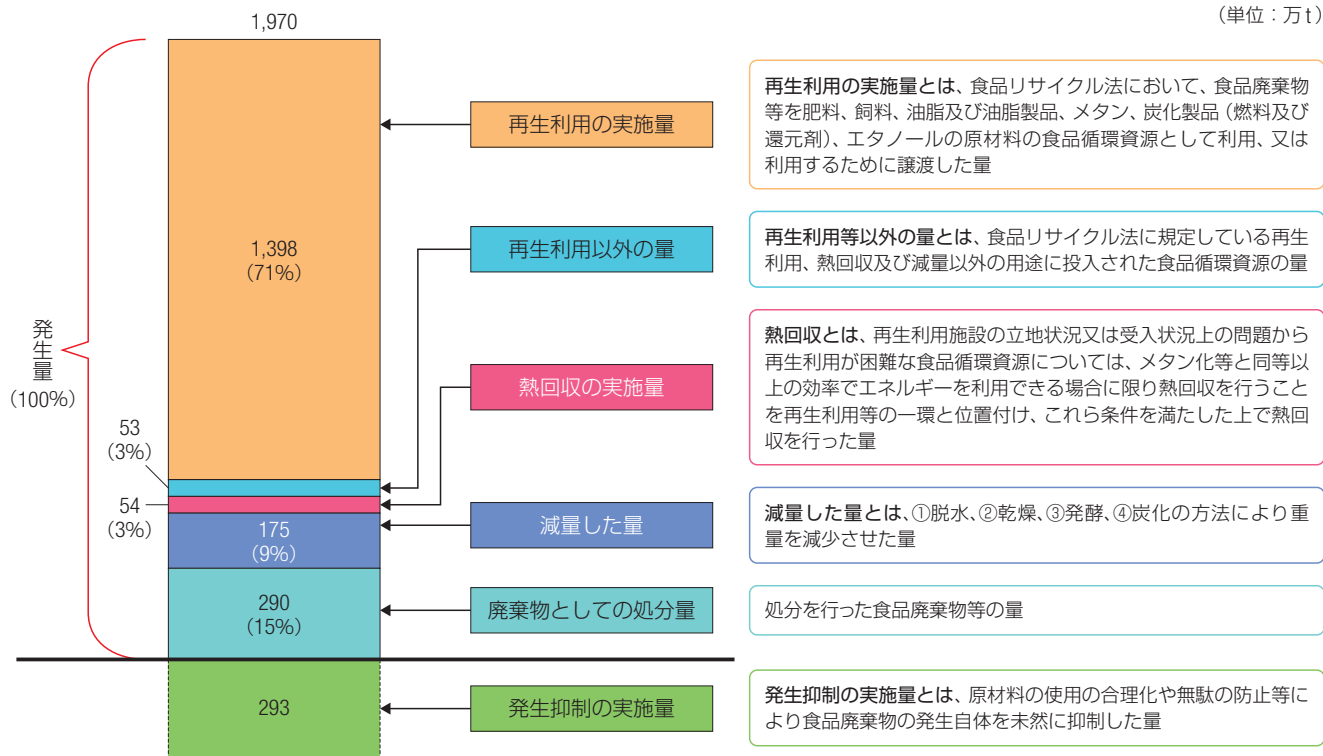 (単位：万t)
1,970
再生利用の実施量
再生利用の実施量とは、食品リサイクル法において、食品廃棄物
等を肥料、飼料、油脂及び油脂製品、メタン、炭化製品(燃料及び
還元剤)、エタノールの原材料の食品循環資源として利用、又は
利用するために譲渡した量
1,398
(71%)
再生利用以外の量
再生利用等以外の量とは、食品リサイクル法に規定している再生
利用、熱回収及び減量以外の用途に投入された食品循環資源の量
発生量
(100%)
熱回収の実施量
熱回収とは、再生利用施設の立地状況又は受入状況上の問題から
再生利用が困難な食品循環資源については、メタン化等と同等以
上の効率でエネルギーを利用できる場合に限り熱回収を行うこと
を再生利用等の一環と位置付け、これら条件を満たした上で熱回
収を行った量
53
(3%)
54
(3%)
175
(9%)
減量した量
減量した量とは、①脱水、②乾燥、③発酵、④炭化の方法により重
量を減少させた量
290
(15%)
廃棄物としての処分量
処分を行った食品廃棄物等の量
293
発生抑制の実施量
発生抑制の実施量とは、原材料の使用の合理化や無駄の防止等に
より食品廃棄物の発生自体を未然に抑制した量